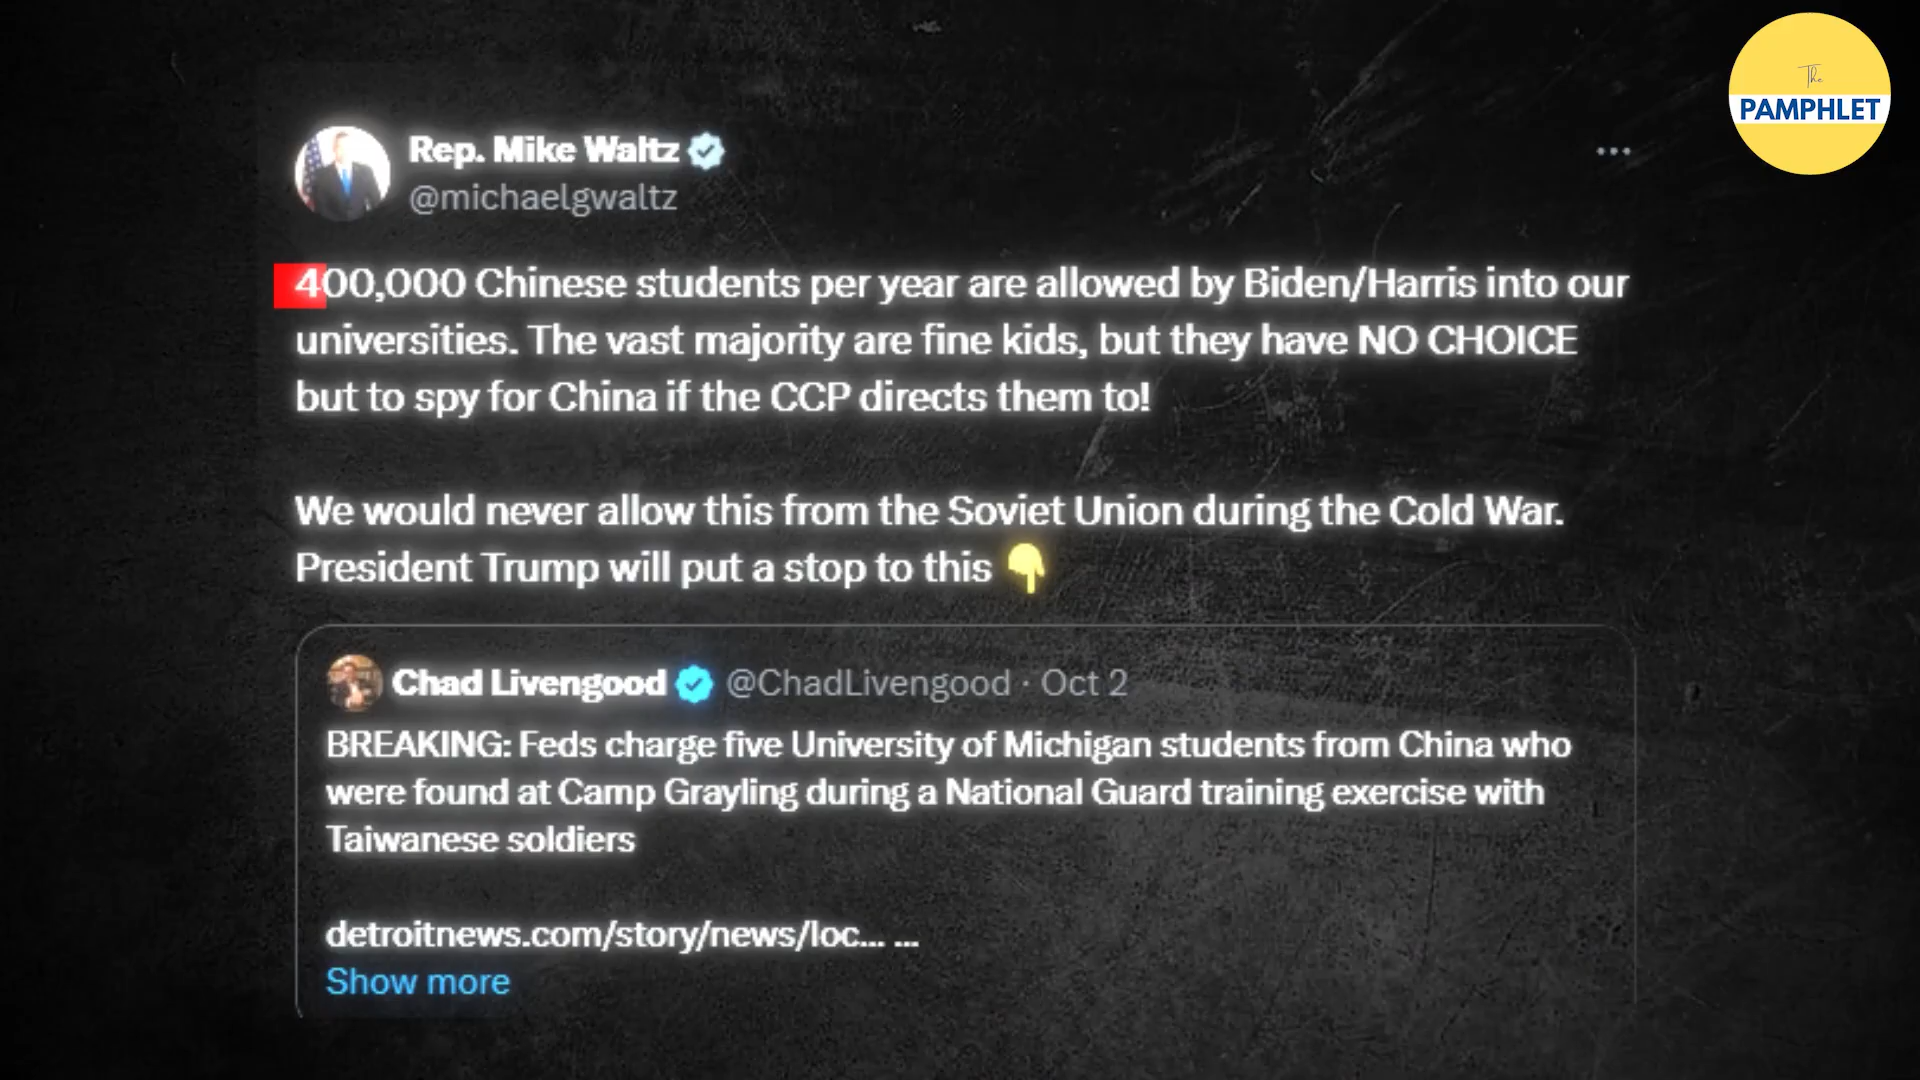 The
PAMPHLET
Rep. Mike Waltz
@michaelgwaltz
400,000 Chinese students per year are allowed by Biden/Harris into our
universities. The vast majority are fine kids, but they have NO CHOICE
but to spy for China if the CCP directs them to!
We would never allow this from the Soviet Union during the Cold War.
President Trump will put a stop to this 👇
Chad Livengood @ChadLivengood · Oct 2
BREAKING: Feds charge five University of Michigan students from China who
were found at Camp Grayling during a National Guard training exercise with
Taiwanese soldiers
detroitnews.com/story/news/loc... ...
Show more